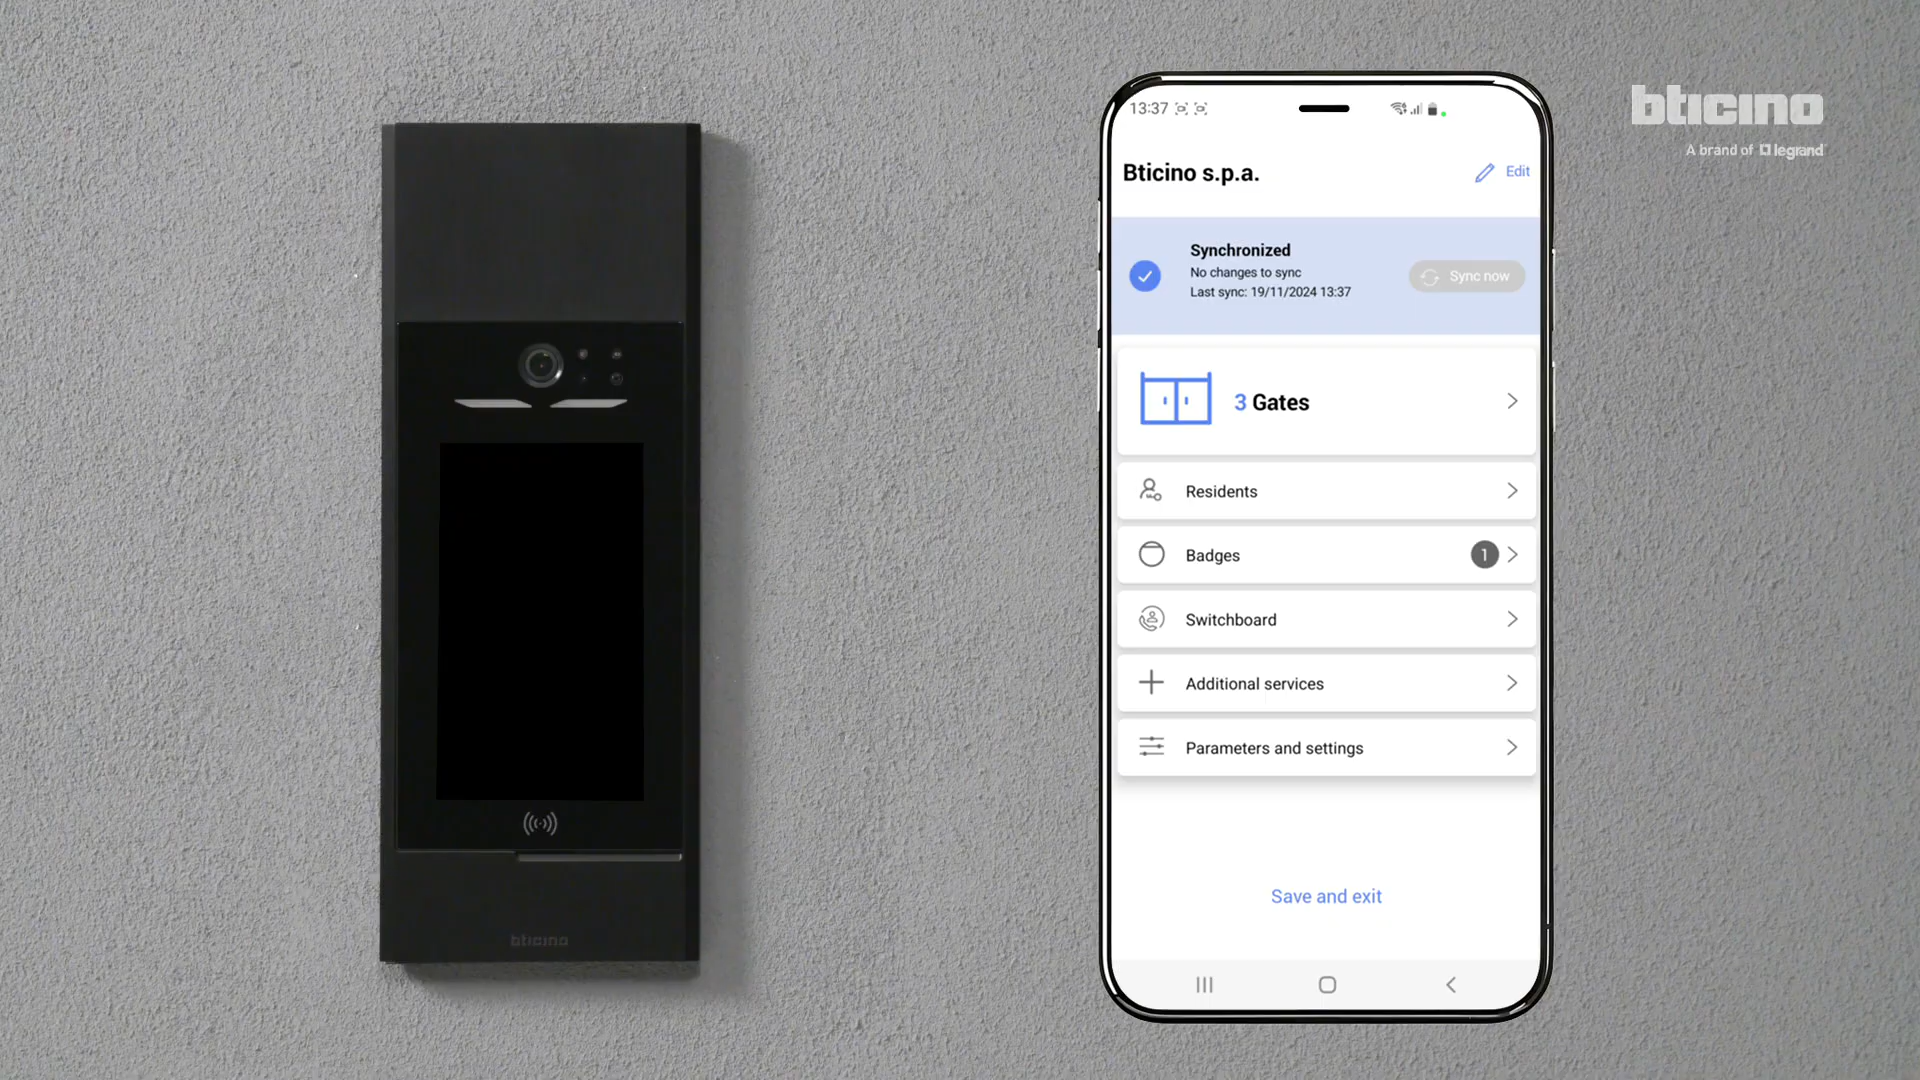 bticino
A brand of legrand
13:37
Bticino s.p.a.
Edit
Synchronized
No changes to sync
Last sync: 19/11/2024 13:37
Sync now
3 Gates
Residents
Badges
1
Switchboard
Additional services
Parameters and settings
Save and exit
bticino